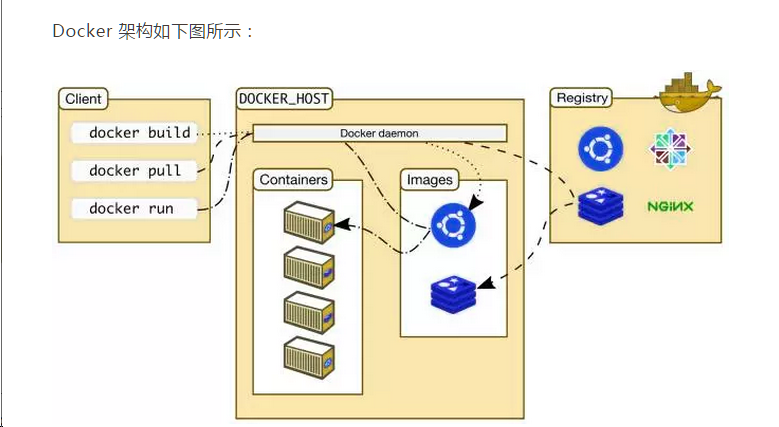 Docker 架构如下图所示：
Client
docker build
docker pull
docker run
DOCKER_HOST
Docker daemon
Containers
Images
Registry
NGiNX